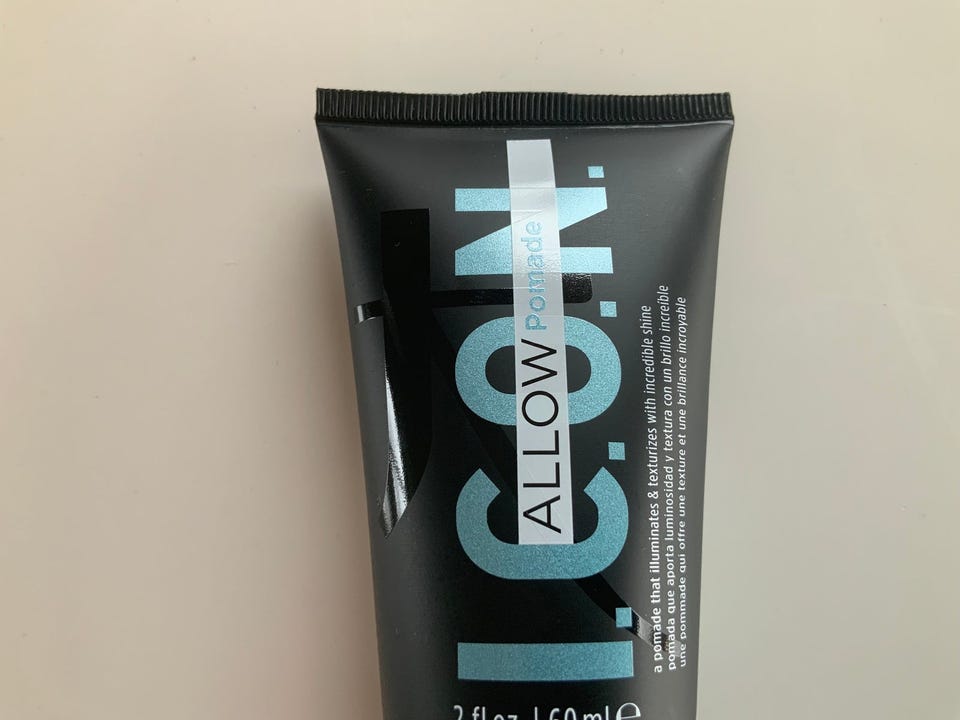 I.C.O.N.
ALLOW Pomade
a pomade that illuminates & texturizes with incredible shine
pomada que aporta luminosidad y textura con un brillo increíble
une pommade qui offre une texture et une brillance incroyable
2 fl oz. | 60 ml e